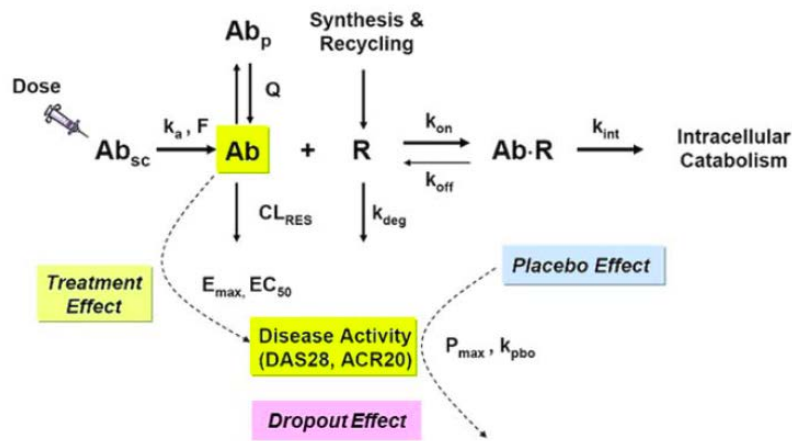 Ab_p
Synthesis &
Recycling
Dose
Q
k_a , F
k_on
k_int
Ab_sc
Ab
+
R
Ab·R
Intracellular
Catabolism
k_off
CL_RES
k_deg
Placebo Effect
Treatment
Effect
E_max, EC_50
Disease Activity
(DAS28, ACR20)
P_max , k_pbo
Dropout Effect